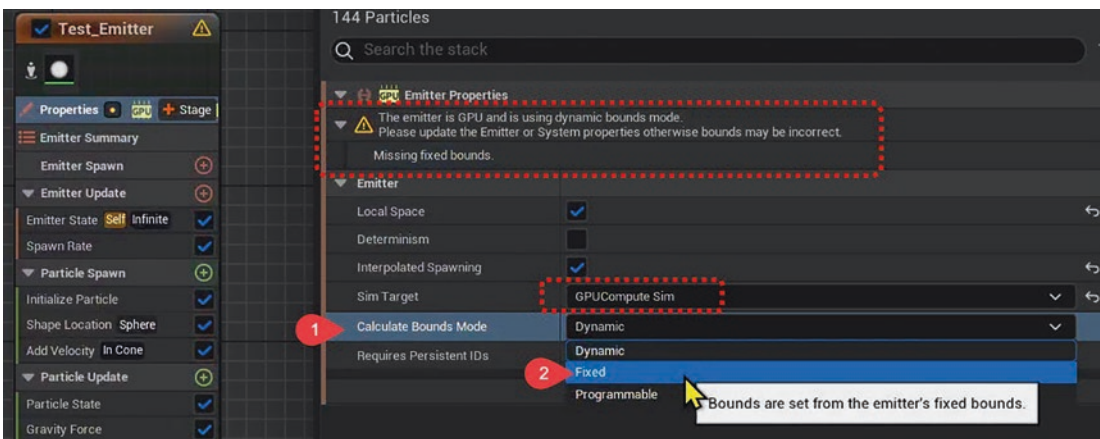 Test_Emitter
Properties GPU Stage
Emitter Summary
Emitter Spawn
Emitter Update
Emitter State Self Infinite
Spawn Rate
Particle Spawn
Initialize Particle
Shape Location Sphere
Add Velocity In Cone
Particle Update
Particle State
Gravity Force
144 Particles
Search the stack
GPU Emitter Properties
The emitter is GPU and is using dynamic bounds mode.
Please update the Emitter or System properties otherwise bounds may be incorrect.
Missing fixed bounds.
Emitter
Local Space
Determinism
Interpolated Spawning
Sim Target GPUCompute Sim
1 Calculate Bounds Mode Dynamic
Requires Persistent IDs Dynamic
2 Fixed
Programmable
Bounds are set from the emitter's fixed bounds.